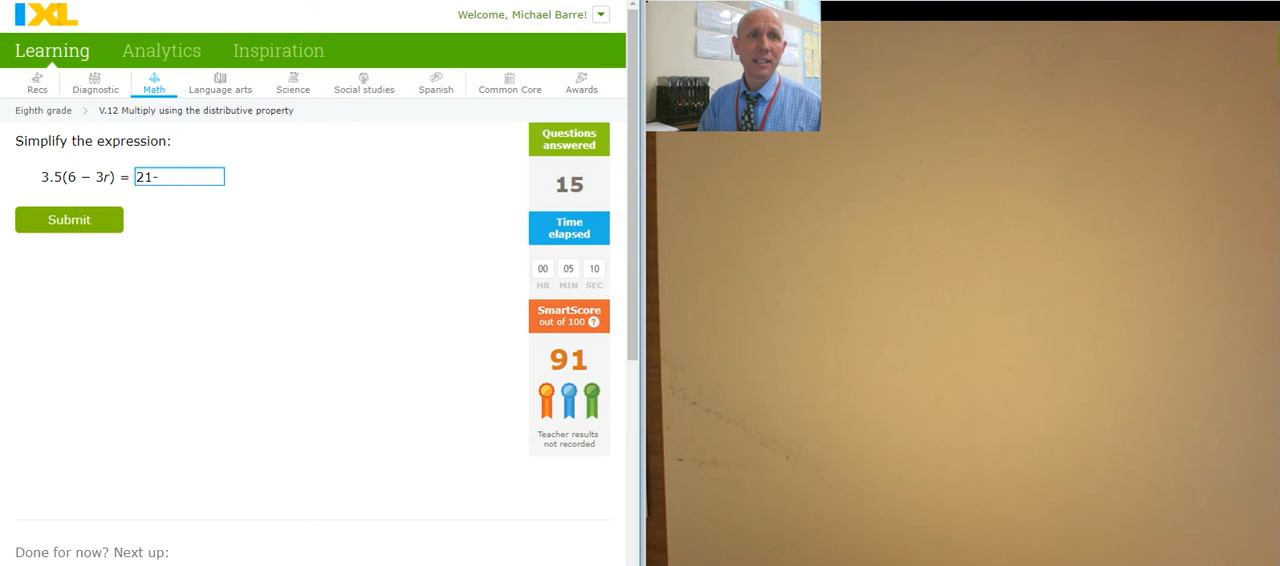 IXL
Welcome, Michael Barre!
Learning Analytics Inspiration
Recs Diagnostic Math Language arts Science Social studies Spanish Common Core Awards
Eighth grade > V.12 Multiply using the distributive property
Simplify the expression:
3.5(6 − 3r) = 21-
Submit
Questions
answered
15
Time
elapsed
00 05 10
HR MIN SEC
SmartScore
out of 100 ?
91
Teacher results
not recorded
Done for now? Next up: